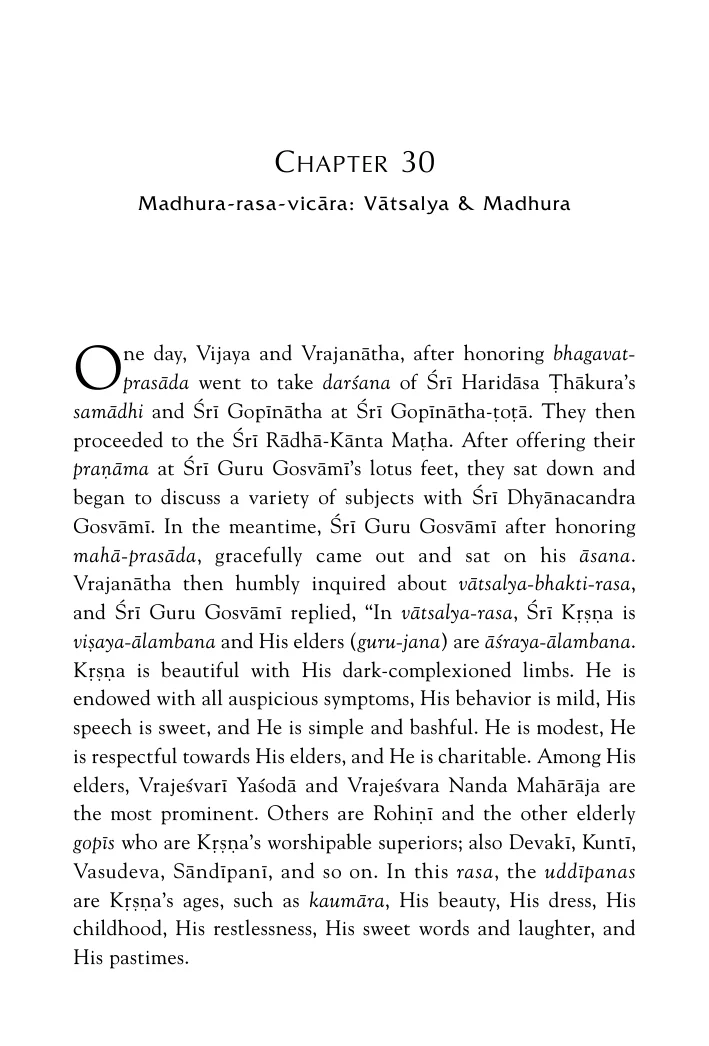 CHAPTER 30
Madhura-rasa-vicāra: Vātsalya & Madhura
One day, Vijaya and Vrajanātha, after honoring bhagavat-
prasāda went to take darśana of Śrī Haridāsa Ṭhākura's
samādhi and Śrī Gopīnātha at Śrī Gopīnātha-ṭoṭā. They then
proceeded to the Śrī Rādhā-Kānta Maṭha. After offering their
praṇāma at Śrī Guru Gosvāmī's lotus feet, they sat down and
began to discuss a variety of subjects with Śrī Dhyānacandra
Gosvāmī. In the meantime, Śrī Guru Gosvāmī after honoring
mahā-prasāda, gracefully came out and sat on his āsana.
Vrajanātha then humbly inquired about vātsalya-bhakti-rasa,
and Śrī Guru Gosvāmī replied, “In vātsalya-rasa, Śrī Kṛṣṇa is
viṣaya-ālambana and His elders (guru-jana) are āśraya-ālambana.
Kṛṣṇa is beautiful with His dark-complexioned limbs. He is
endowed with all auspicious symptoms, His behavior is mild, His
speech is sweet, and He is simple and bashful. He is modest, He
is respectful towards His elders, and He is charitable. Among His
elders, Vrajeśvarī Yaśodā and Vrajeśvara Nanda Mahārāja are
the most prominent. Others are Rohiṇī and the other elderly
gopīs who are Kṛṣṇa's worshipable superiors; also Devakī, Kuntī,
Vasudeva, Sāndīpanī, and so on. In this rasa, the uddīpanas
are Kṛṣṇa's ages, such as kaumāra, His beauty, His dress, His
childhood, His restlessness, His sweet words and laughter, and
His pastimes.